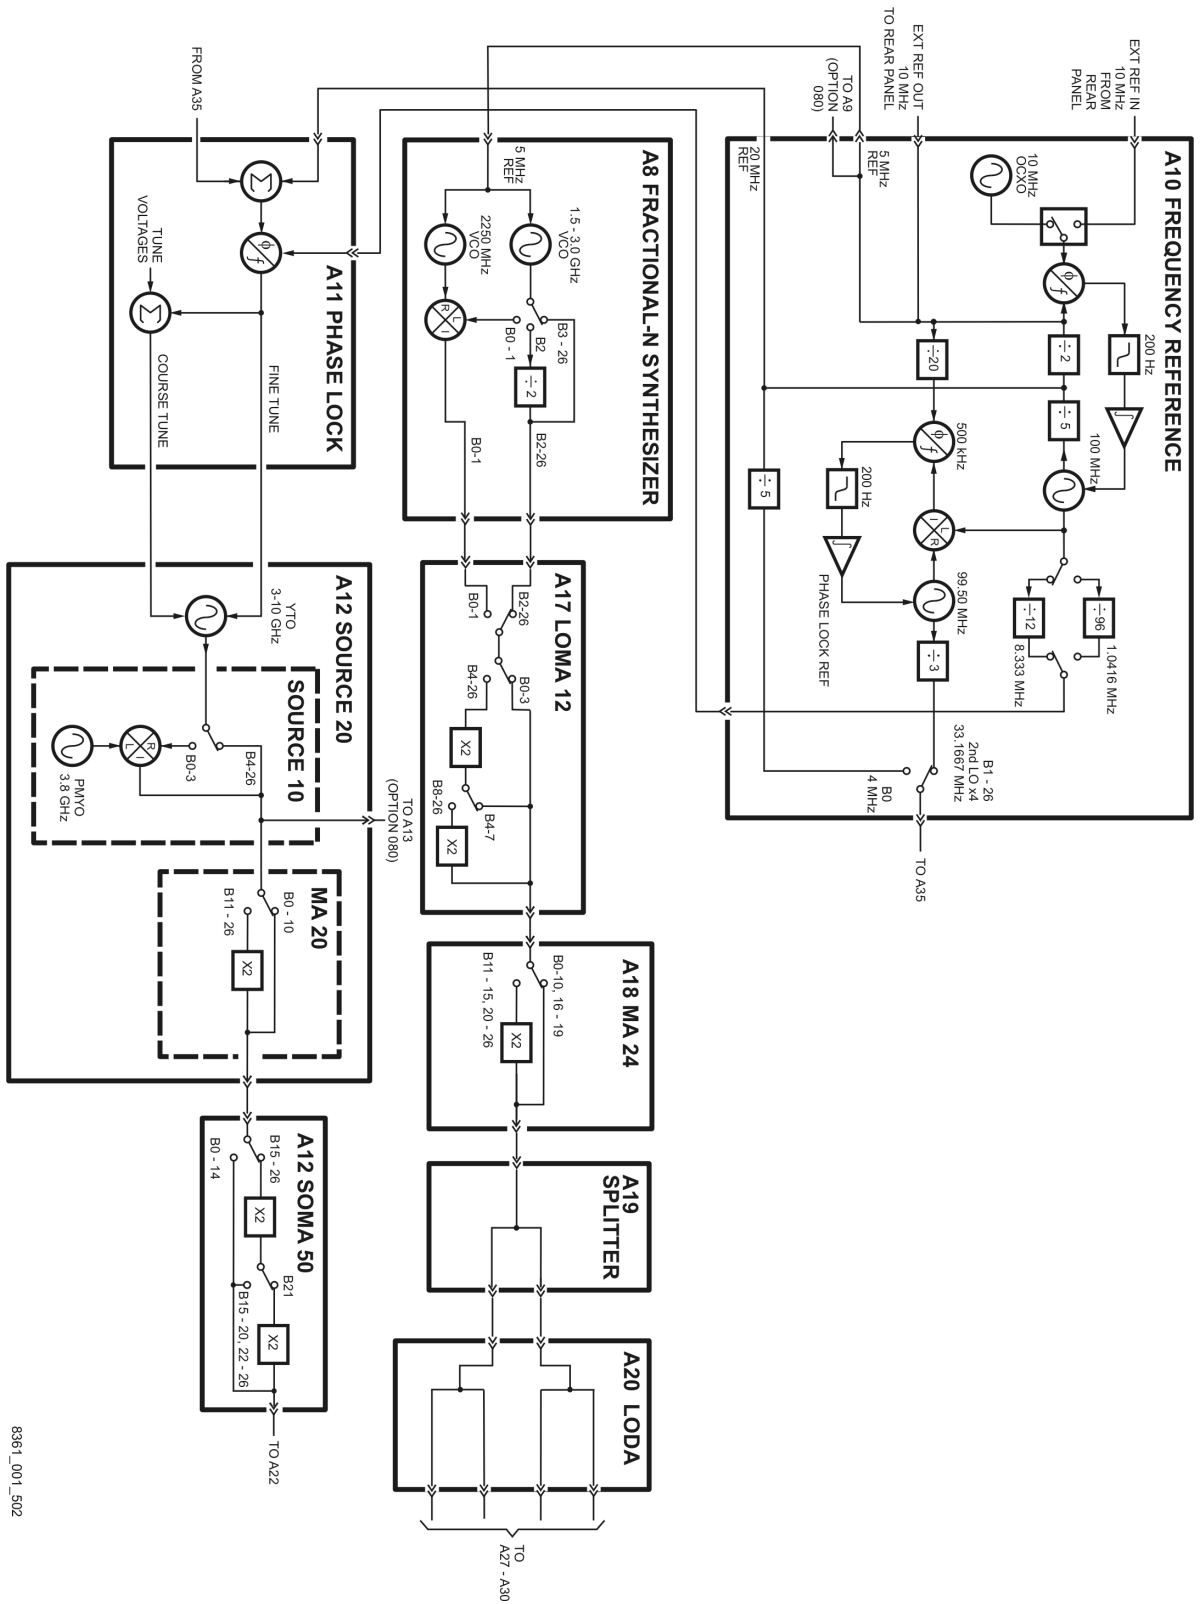 A10 FREQUENCY REFERENCE
EXT REF IN
10 MHz
FROM
REAR
PANEL
EXT REF OUT
10 MHz
TO REAR PANEL
TO A9
(OPTION
080)
10 MHz
OCXO
ϕ
f
÷ 2
200 Hz
÷ 5
100 MHz
÷96
1.0416 MHz
÷12
8.333 MHz
5 MHz
REF
÷20
500 kHz
ϕ
f
200 Hz
PHASE LOCK REF
L
R
I
99.50 MHz
÷ 3
20 MHz
REF
÷ 5
B1 - 26
2nd LO x4
33.1667 MHz
B0
4 MHz
TO A35
A8 FRACTIONAL-N SYNTHESIZER
5 MHz
REF
1.5 - 3.0 GHz
VCO
2250 MHz
VCO
L
R
I
B3 - 26
B2
B0 - 1
÷ 2
B2-26
B0-1
A17 LOMA 12
B2-26
B0-1
B0-3
B4-26
X2
B4-7
B8-26
X2
A18 MA 24
B0-10, 16 - 19
B11 - 15, 20 - 26
X2
A19
SPLITTER
A20 LODA
TO
A27 - A30
A11 PHASE LOCK
FROM A35
Σ
ϕ
f
TUNE
VOLTAGES
Σ
FINE TUNE
COURSE TUNE
A12 SOURCE 20
YTO
3-10 GHz
SOURCE 10
B4-26
B0-3
R
L
I
PMYO
3.8 GHz
TO A13
(OPTION 080)
MA 20
B0 - 10
B11 - 26
X2
A12 SOMA 50
B15 - 26
B0 - 14
X2
B21
B15 - 20, 22 - 26
X2
TO A22
8361_001_502